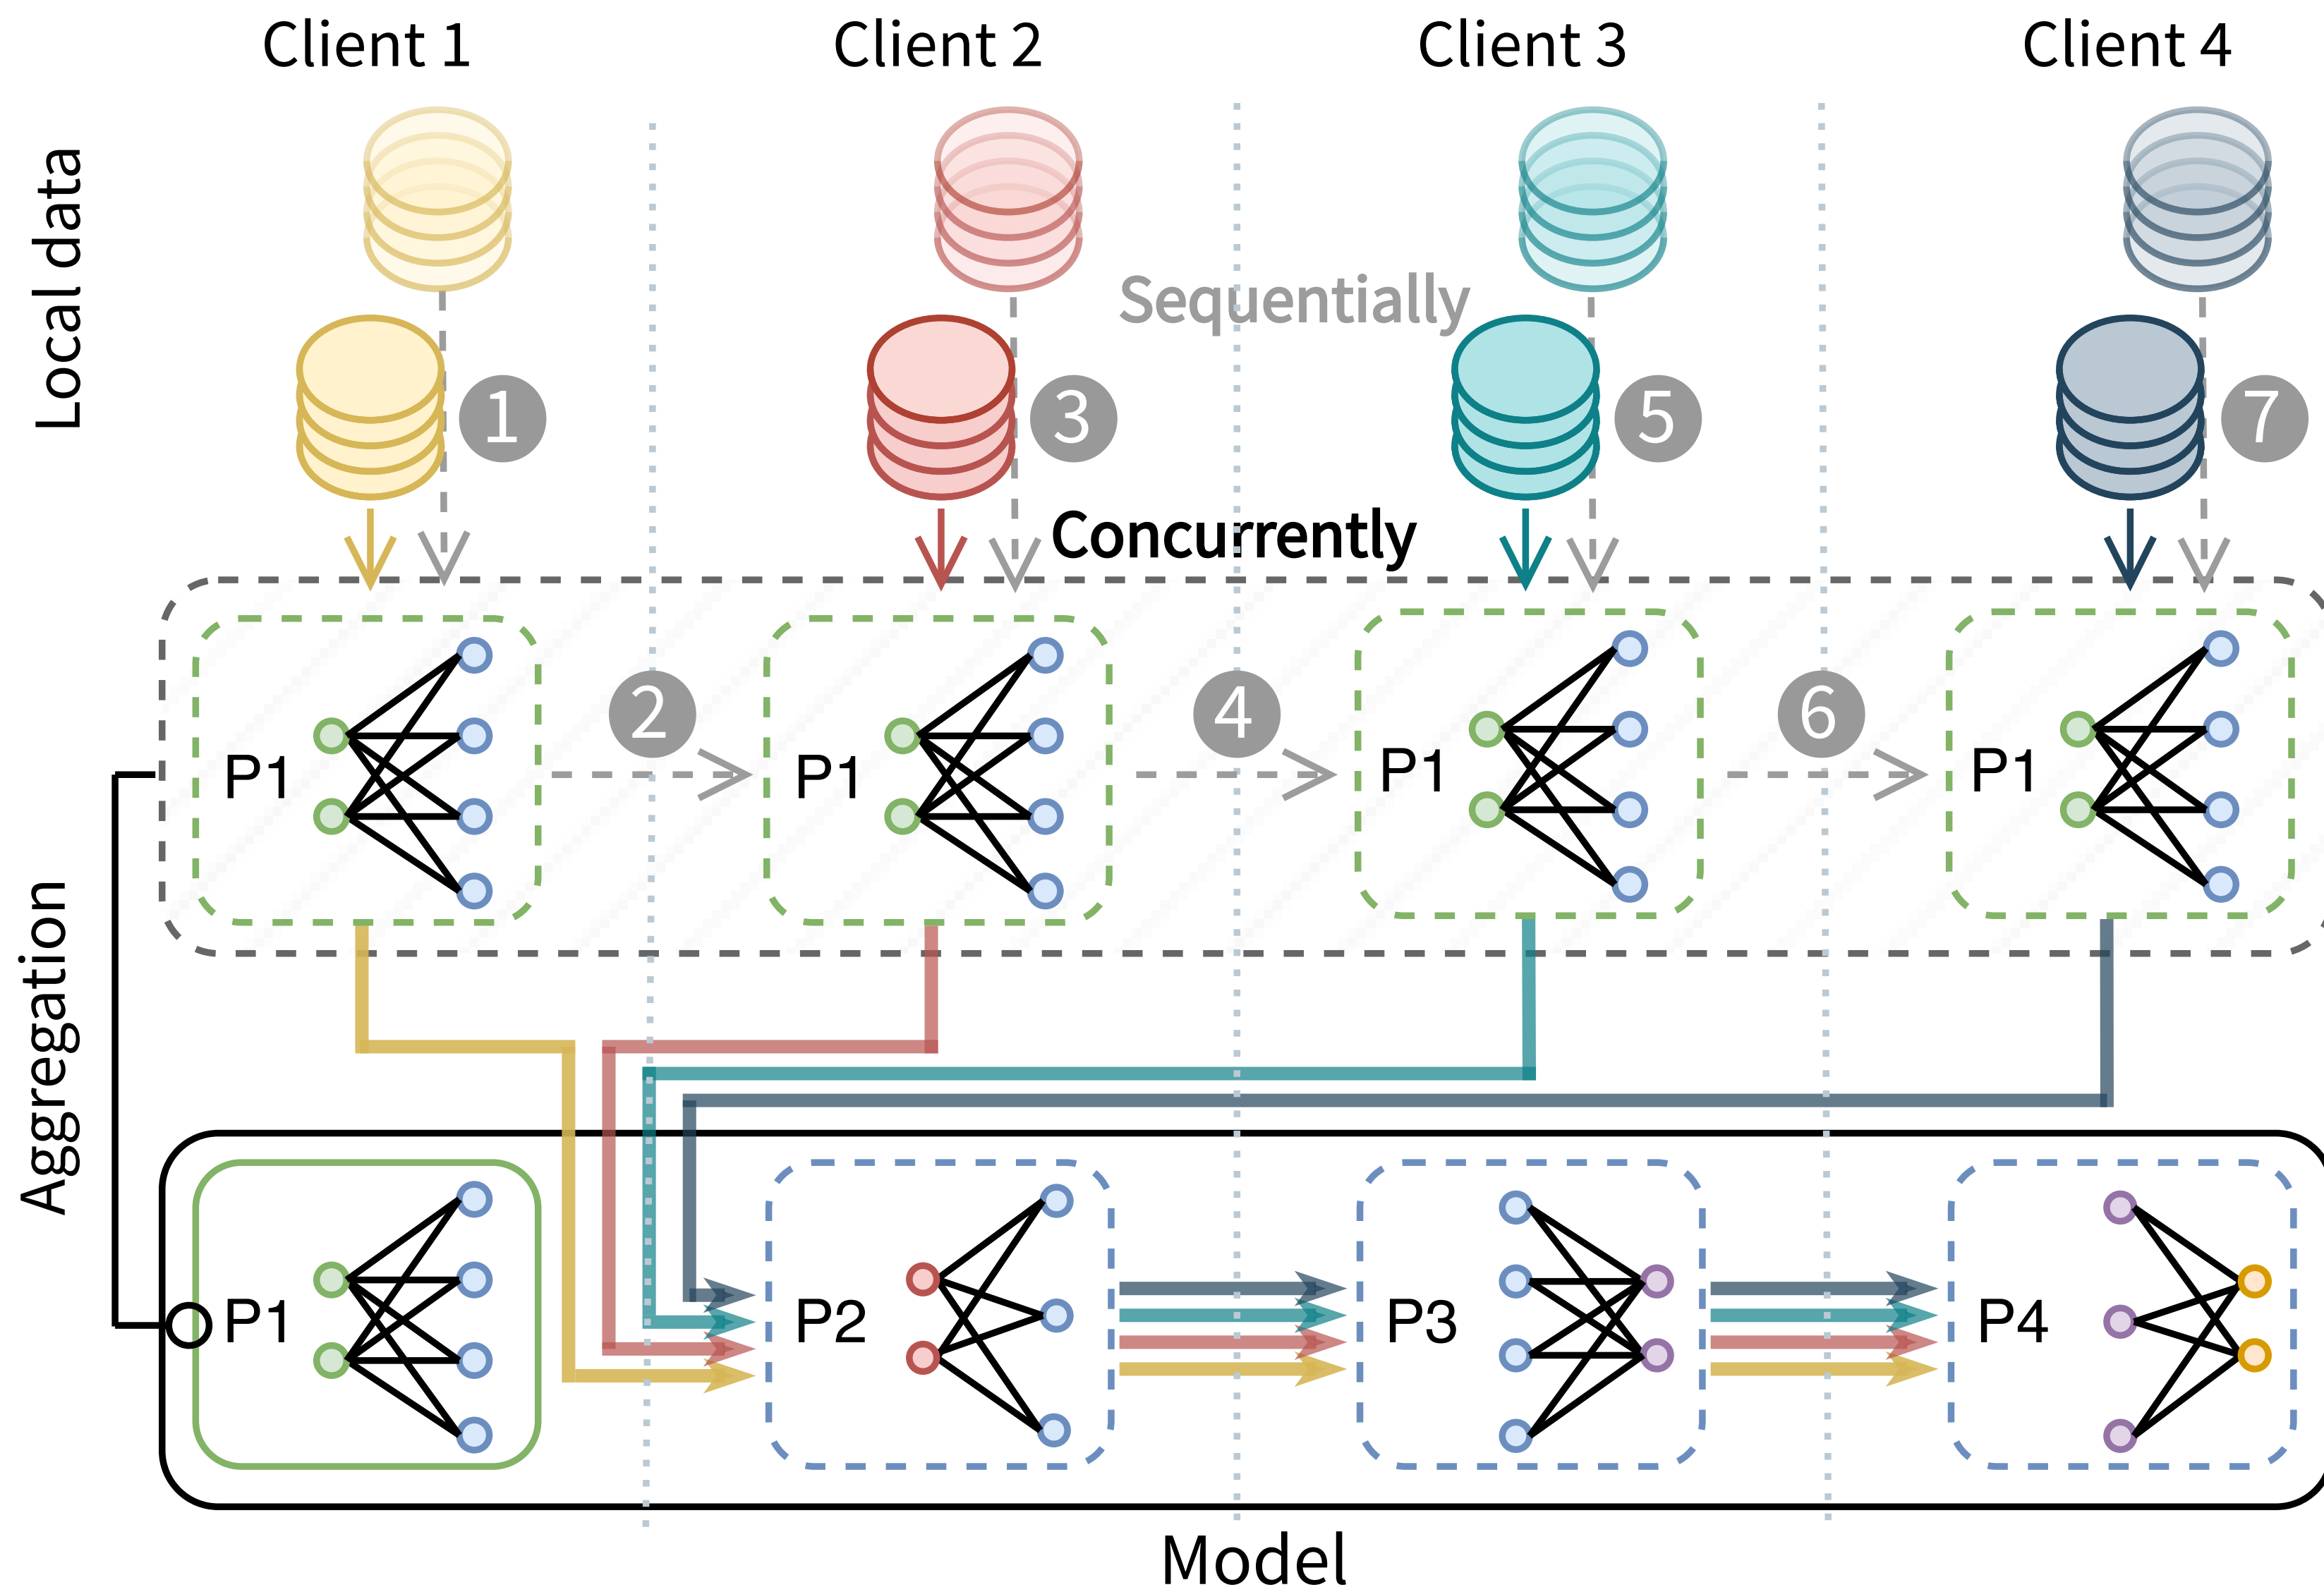 Client 1
Client 2
Client 3
Client 4
Local data
Sequentially
1
3
5
7
Concurrently
2
4
6
P1
P1
P1
P1
Aggregation
P1
P2
P3
P4
Model